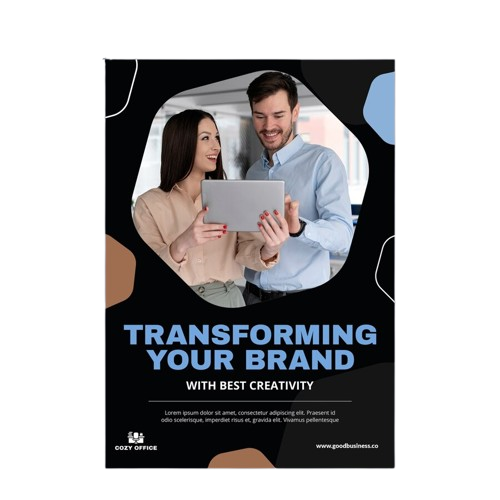 TRANSFORMING
YOUR BRAND
WITH BEST CREATIVITY
Lorem ipsum dolor sit amet, consectetur adipiscing elit. Praesent id
odio scelerisque, imperdiet risus et, gravida elit. Vivamus pellentesque
COZY OFFICE
www.goodbusiness.co